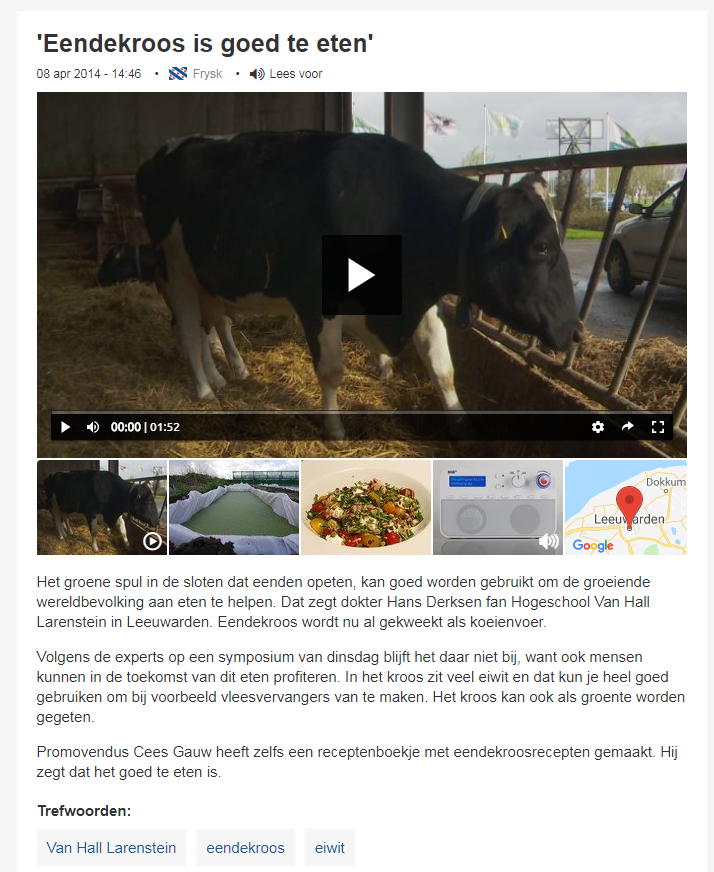 'Eendekroos is goed te eten'
08 apr 2014 - 14:46 • Frysk • Lees voor
00:00 | 01:52
Dokkum
Leeuwarden
Google
Het groene spul in de sloten dat eenden opeten, kan goed worden gebruikt om de groeiende
wereldbevolking aan eten te helpen. Dat zegt dokter Hans Derksen fan Hogeschool Van Hall
Larenstein in Leeuwarden. Eendekroos wordt nu al gekweekt als koeienvoer.
Volgens de experts op een symposium van dinsdag blijft het daar niet bij, want ook mensen
kunnen in de toekomst van dit eten profiteren. In het kroos zit veel eiwit en dat kun je heel goed
gebruiken om bij voorbeeld vleesvervangers van te maken. Het kroos kan ook als groente worden
gegeten.
Promovendus Cees Gauw heeft zelfs een receptenboekje met eendekroosrecepten gemaakt. Hij
zegt dat het goed te eten is.
Trefwoorden:
Van Hall Larenstein eendekroos eiwit